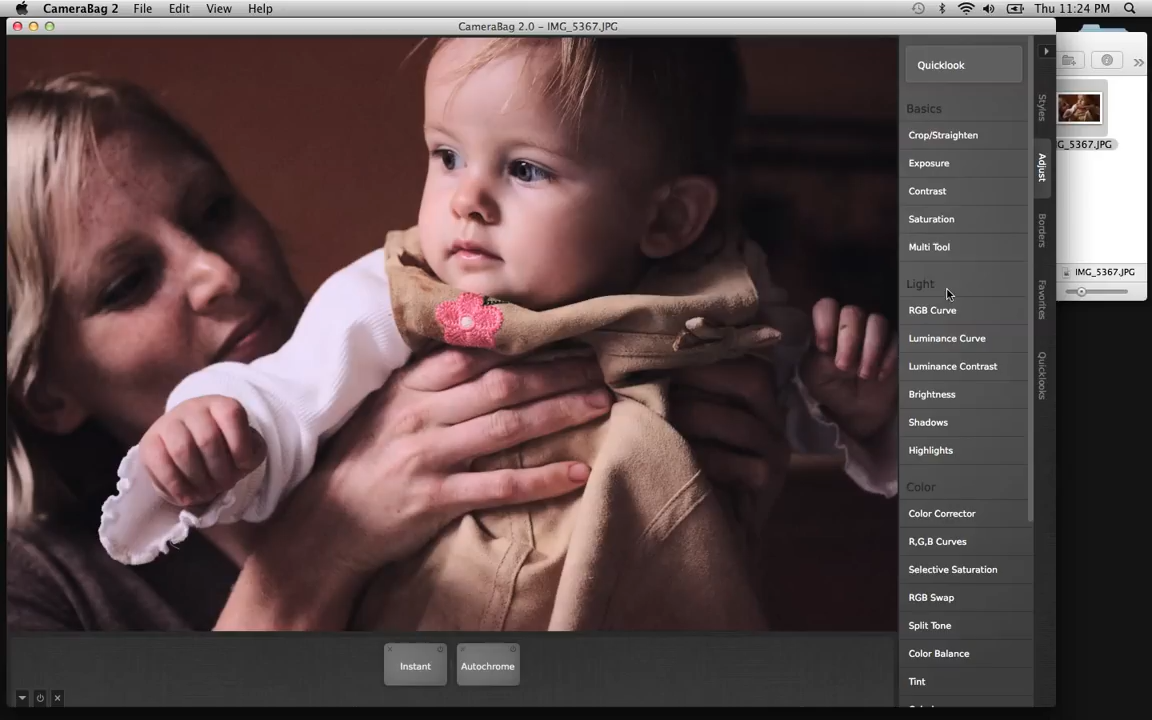 CameraBag 2 File Edit View Help Thu 11:24 PM
CameraBag 2.0 – IMG_5367.JPG
Quicklook
Basics
Crop/Straighten
Exposure
Contrast
Saturation
Multi Tool
Light
RGB Curve
Luminance Curve
Luminance Contrast
Brightness
Shadows
Highlights
Color
Color Corrector
R,G,B Curves
Selective Saturation
RGB Swap
Split Tone
Color Balance
Tint
Styles
Adjust
Borders
Favorites
Quicklooks
G_5367.JPG
IMG_5367.JPG
Instant
Autochrome